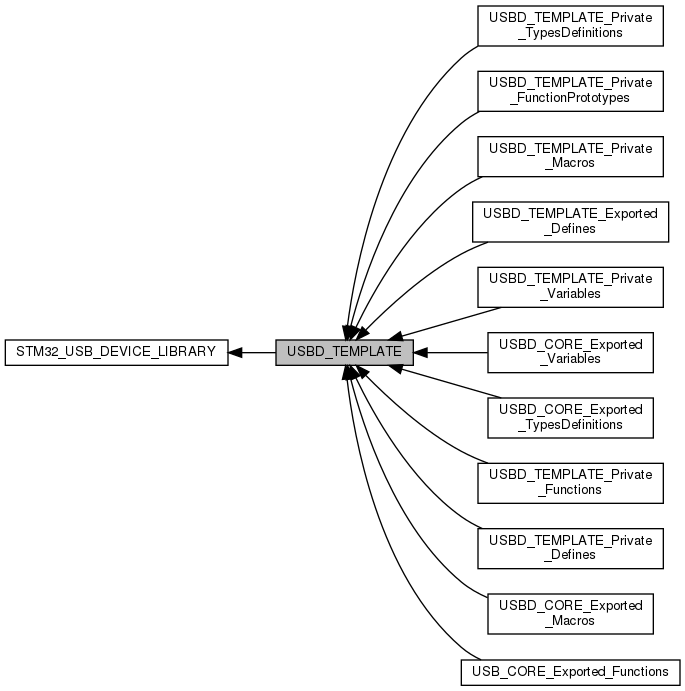 USBD_TEMPLATE_Private
_TypesDefinitions
USBD_TEMPLATE_Private
_FunctionPrototypes
USBD_TEMPLATE_Private
_Macros
USBD_TEMPLATE_Exported
_Defines
USBD_TEMPLATE_Private
_Variables
STM32_USB_DEVICE_LIBRARY
USBD_TEMPLATE
USBD_CORE_Exported
_Variables
USBD_CORE_Exported
_TypesDefinitions
USBD_TEMPLATE_Private
_Functions
USBD_TEMPLATE_Private
_Defines
USBD_CORE_Exported
_Macros
USB_CORE_Exported_Functions